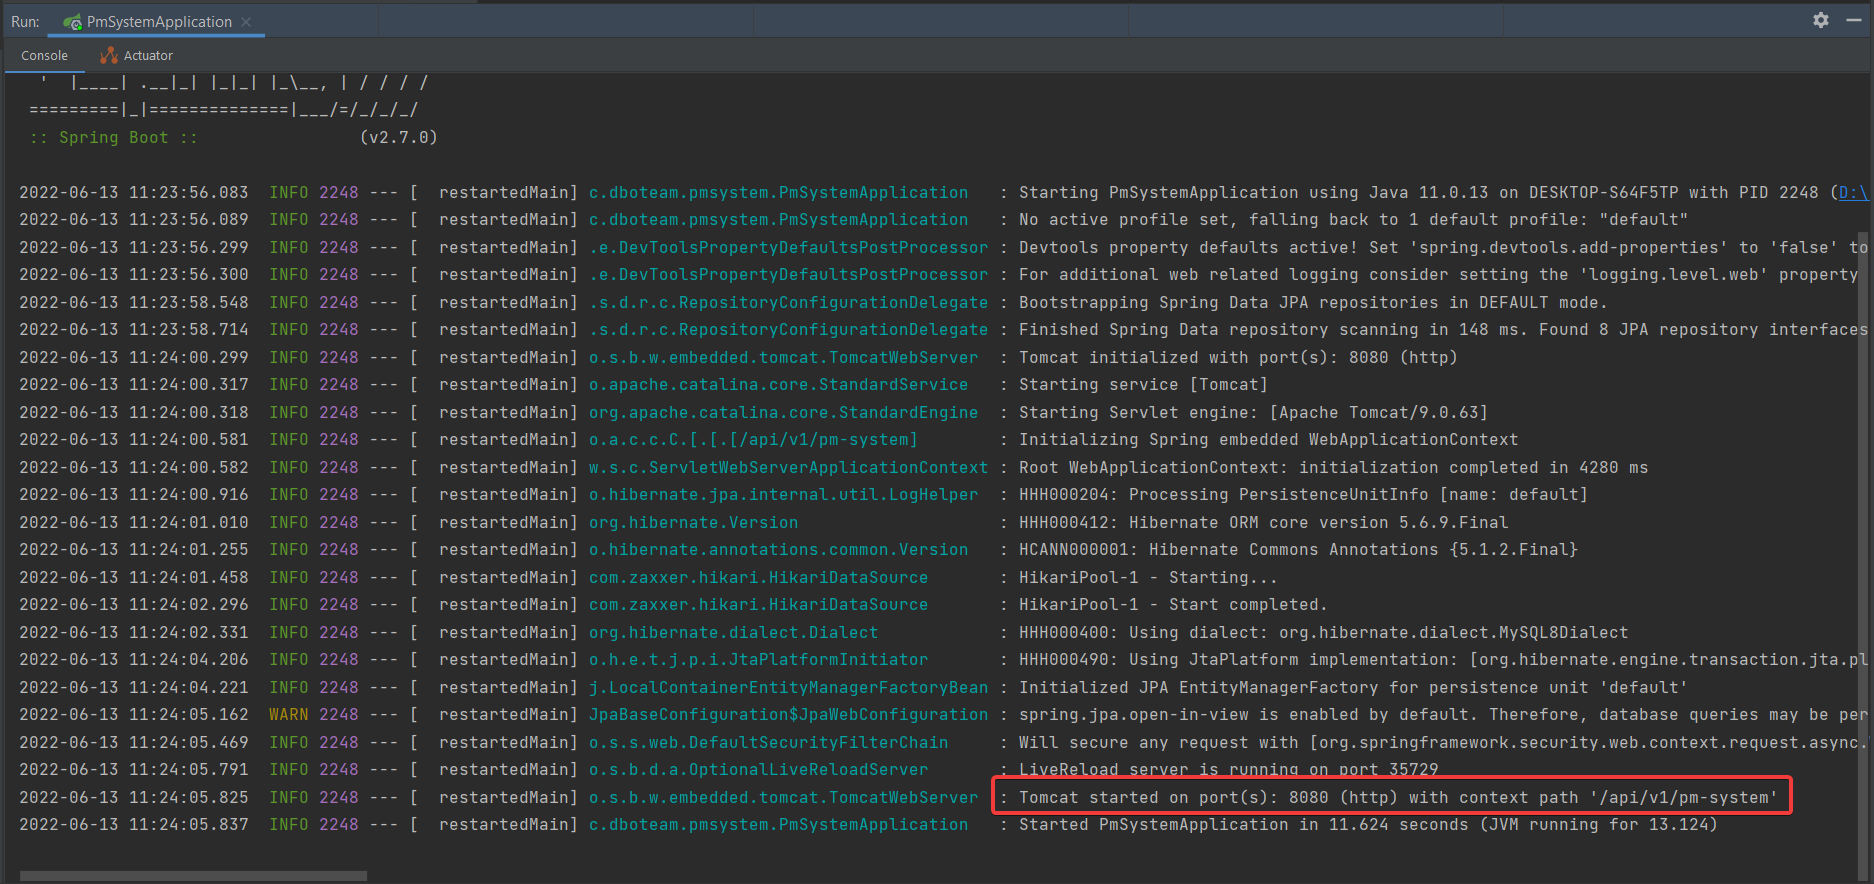 Run: PmSystemApplication
Console Actuator
'  |____| .__|_| |_|_| |_\__, | / / / /
=========|_|==============|___/=/_/_/_/
:: Spring Boot ::                (v2.7.0)
2022-06-13 11:23:56.083  INFO 2248 --- [  restartedMain] c.dboteam.pmsystem.PmSystemApplication   : Starting PmSystemApplication using Java 11.0.13 on DESKTOP-S64F5TP with PID 2248 (D:\
2022-06-13 11:23:56.089  INFO 2248 --- [  restartedMain] c.dboteam.pmsystem.PmSystemApplication   : No active profile set, falling back to 1 default profile: "default"
2022-06-13 11:23:56.299  INFO 2248 --- [  restartedMain] .e.DevToolsPropertyDefaultsPostProcessor : Devtools property defaults active! Set 'spring.devtools.add-properties' to 'false' to
2022-06-13 11:23:56.300  INFO 2248 --- [  restartedMain] .e.DevToolsPropertyDefaultsPostProcessor : For additional web related logging consider setting the 'logging.level.web' property
2022-06-13 11:23:58.548  INFO 2248 --- [  restartedMain] .s.d.r.c.RepositoryConfigurationDelegate : Bootstrapping Spring Data JPA repositories in DEFAULT mode.
2022-06-13 11:23:58.714  INFO 2248 --- [  restartedMain] .s.d.r.c.RepositoryConfigurationDelegate : Finished Spring Data repository scanning in 148 ms. Found 8 JPA repository interfaces
2022-06-13 11:24:00.299  INFO 2248 --- [  restartedMain] o.s.b.w.embedded.tomcat.TomcatWebServer  : Tomcat initialized with port(s): 8080 (http)
2022-06-13 11:24:00.317  INFO 2248 --- [  restartedMain] o.apache.catalina.core.StandardService   : Starting service [Tomcat]
2022-06-13 11:24:00.318  INFO 2248 --- [  restartedMain] org.apache.catalina.core.StandardEngine  : Starting Servlet engine: [Apache Tomcat/9.0.63]
2022-06-13 11:24:00.581  INFO 2248 --- [  restartedMain] o.a.c.c.C.[.[.[/api/v1/pm-system]        : Initializing Spring embedded WebApplicationContext
2022-06-13 11:24:00.582  INFO 2248 --- [  restartedMain] w.s.c.ServletWebServerApplicationContext : Root WebApplicationContext: initialization completed in 4280 ms
2022-06-13 11:24:00.916  INFO 2248 --- [  restartedMain] o.hibernate.jpa.internal.util.LogHelper  : HHH000204: Processing PersistenceUnitInfo [name: default]
2022-06-13 11:24:01.010  INFO 2248 --- [  restartedMain] org.hibernate.Version                    : HHH000412: Hibernate ORM core version 5.6.9.Final
2022-06-13 11:24:01.255  INFO 2248 --- [  restartedMain] o.hibernate.annotations.common.Version   : HCANN000001: Hibernate Commons Annotations {5.1.2.Final}
2022-06-13 11:24:01.458  INFO 2248 --- [  restartedMain] com.zaxxer.hikari.HikariDataSource       : HikariPool-1 - Starting...
2022-06-13 11:24:02.296  INFO 2248 --- [  restartedMain] com.zaxxer.hikari.HikariDataSource       : HikariPool-1 - Start completed.
2022-06-13 11:24:02.331  INFO 2248 --- [  restartedMain] org.hibernate.dialect.Dialect            : HHH000400: Using dialect: org.hibernate.dialect.MySQL8Dialect
2022-06-13 11:24:04.206  INFO 2248 --- [  restartedMain] o.h.e.t.j.p.i.JtaPlatformInitiator       : HHH000490: Using JtaPlatform implementation: [org.hibernate.engine.transaction.jta.pl
2022-06-13 11:24:04.221  INFO 2248 --- [  restartedMain] j.LocalContainerEntityManagerFactoryBean : Initialized JPA EntityManagerFactory for persistence unit 'default'
2022-06-13 11:24:05.162  WARN 2248 --- [  restartedMain] JpaBaseConfiguration$JpaWebConfiguration : spring.jpa.open-in-view is enabled by default. Therefore, database queries may be per
2022-06-13 11:24:05.469  INFO 2248 --- [  restartedMain] o.s.s.web.DefaultSecurityFilterChain     : Will secure any request with [org.springframework.security.web.context.request.async.
2022-06-13 11:24:05.791  INFO 2248 --- [  restartedMain] o.s.b.d.a.OptionalLiveReloadServer       : LiveReload server is running on port 35729
2022-06-13 11:24:05.825  INFO 2248 --- [  restartedMain] o.s.b.w.embedded.tomcat.TomcatWebServer  : Tomcat started on port(s): 8080 (http) with context path '/api/v1/pm-system'
2022-06-13 11:24:05.837  INFO 2248 --- [  restartedMain] c.dboteam.pmsystem.PmSystemApplication   : Started PmSystemApplication in 11.624 seconds (JVM running for 13.124)